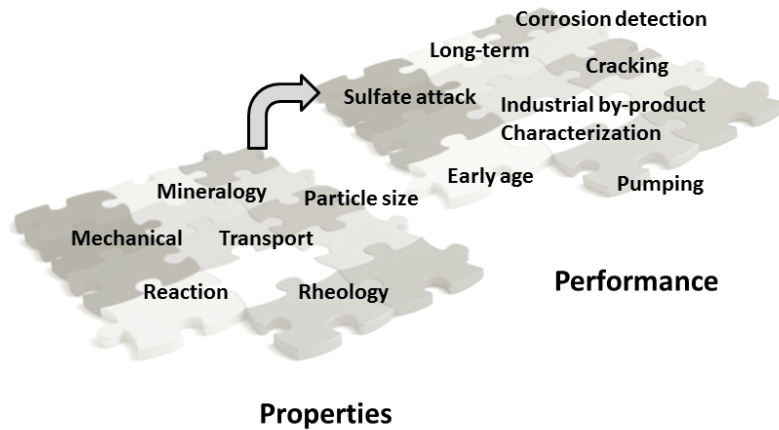 Corrosion detection
Long-term
Cracking
Sulfate attack
Industrial by-product
Characterization
Early age
Pumping
Performance
Mineralogy
Particle size
Mechanical
Transport
Reaction
Rheology
Properties